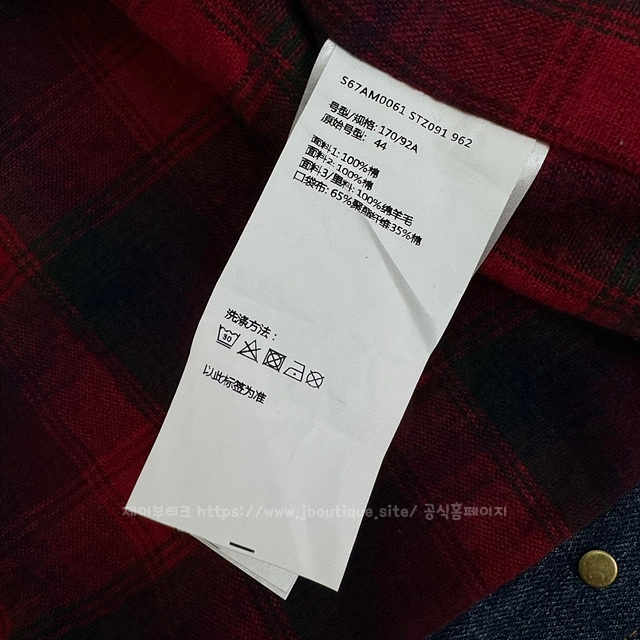 S67AM0061 STZ091 962
号型/规格: 170/92A
原始号型: 44
面料1: 100%棉
面料2: 100%棉
面料3/里料: 100%绵羊毛
口袋布: 65%聚酯纤维35%棉
洗涤方法:
30
以此标签为准
제이부티크 https://www.jboutique.site/ 공식홈페이지